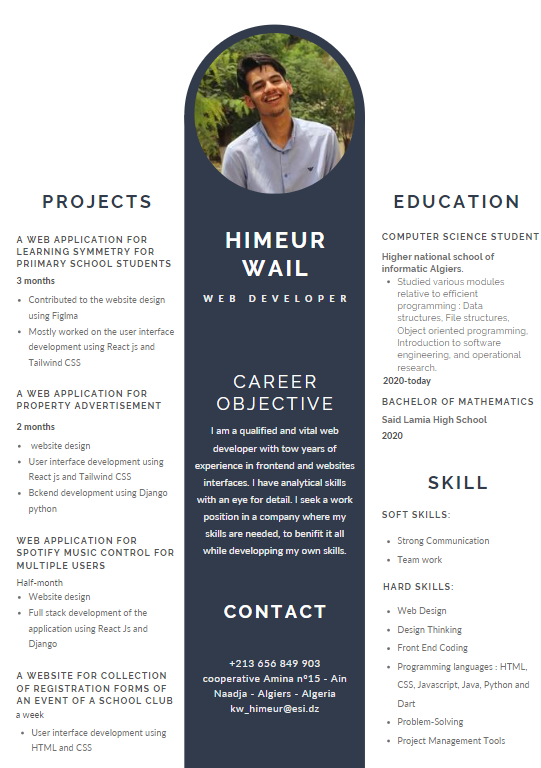 PROJECTS
A WEB APPLICATION FOR
LEARNING SYMMETRY FOR
PRIIMARY SCHOOL STUDENTS
3 months
• Contributed to the website design
using Figlma
• Mostly worked on the user interface
development using React js and
Tailwind CSS
A WEB APPLICATION FOR
PROPERTY ADVERTISEMENT
2 months
• website design
• User interface development using
React js and Tailwind CSS
• Bckend development using Django
python
WEB APPLICATION FOR
SPOTIFY MUSIC CONTROL FOR
MULTIPLE USERS
Half-month
• Website design
• Full stack development of the
application using React Js and
Django
A WEBSITE FOR COLLECTION
OF REGISTRATION FORMS OF
AN EVENT OF A SCHOOL CLUB
a week
• User interface development using
HTML and CSS
HIMEUR
WAIL
WEB DEVELOPER
CAREER
OBJECTIVE
I am a qualified and vital web
developer with tow years of
experience in frontend and websites
interfaces. I have analytical skills
with an eye for detail. I seek a work
position in a company where my
skills are needed, to benifit it all
while developping my own skills.
CONTACT
+213 656 849 903
cooperative Amina n°15 - Ain
Naadja - Algiers - Algeria
kw_himeur@esi.dz
EDUCATION
COMPUTER SCIENCE STUDENT
Higher national school of
informatic Algiers.
• Studied various modules
relative to efficient
programming : Data
structures, File structures,
Object oriented programming,
Introduction to software
engineering, and operational
research.
2020-today
BACHELOR OF MATHEMATICS
Said Lamia High School
2020
SKILL
SOFT SKILLS:
• Strong Communication
• Team work
HARD SKILLS:
• Web Design
• Design Thinking
• Front End Coding
• Programming languages : HTML,
CSS, Javascript, Java, Python and
Dart
• Problem-Solving
• Project Management Tools